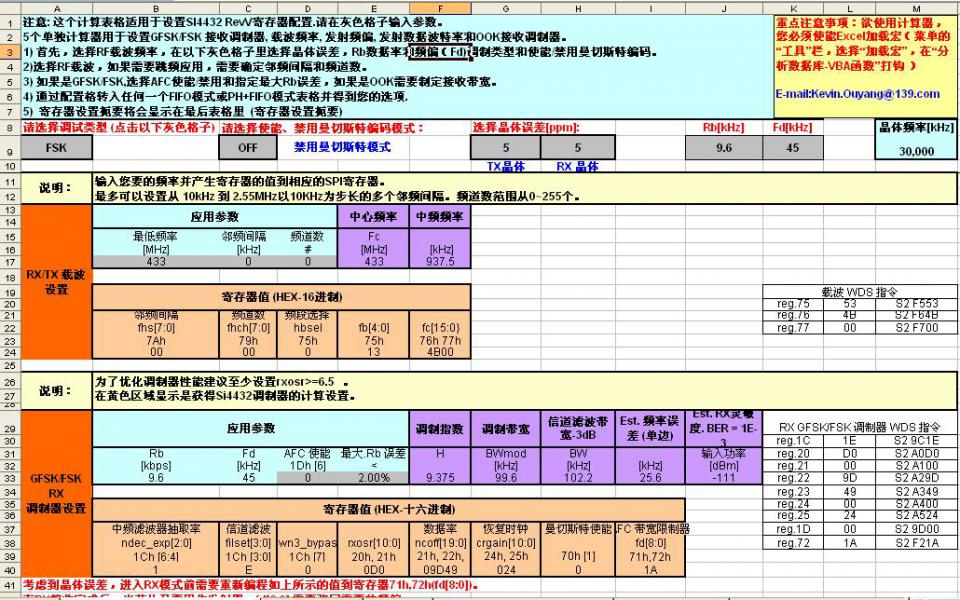 A B C D E F G H I J K L M
1 注意: 这个计算表格适用于设置SI4432 RevV寄存器配置.请在灰色格子输入参数。
2 5个单独计算器用于设置GFSK/FSK 接收调制器, 载波频率, 发射频偏, 发射数据波特率和OOK接收调制器。
3 1) 首先，选择RF载波频率，在以下灰色格子里选择晶体误差，Rb数据率和频偏（Fd)调制类型和使能/禁用曼切斯特编码。
4 2)选择RF载波，如果需要跳频应用，需要确定邻频间隔和频道数。
5 3) 如果是GFSK/FSK,选择AFC使能/禁用和指定最大Rb误差，如果是OOK需要制定接收带宽。
6 4) 通过配置格转入任何一个FIFO模式或PH+FIFO模式表格并得到您的选项.
7 5) 寄存器设置扼要将会显示在最后表格里 (寄存器设置扼要)
重点注意事项：欲使用计算器，
您必须使能Excel加载宏（菜单的
“工具”栏，选择“加载宏”，在“分
析数据库-VBA函数”打钩 ）
E-mail:Kevin.Ouyang@139.com
8 请选择调试类型 (点击以下灰色格子) 请选择使能、禁用曼切斯特编码模式： 选择晶体误差[ppm]: Rb[kHz] Fd[kHz] 晶体频率[kHz]
9 FSK OFF 禁用曼切斯特模式 5 5 9.6 45 30,000
10 TX晶体 RX 晶体
说明：
11 输入您要的频率并产生寄存器的值到相应的SPI寄存器。
12 最多可以设置从 10kHz 到 2.55MHz以10KHz为步长的多个邻频间隔。频道数范围从0~255个。
13
14 应用参数 中心频率 中频频率
15 最低频率 邻频间隔 频道数 Fc
16 [MHz] [kHz] # [MHz] [kHz]
17 433 0 0 433 937.5
RX/TX 载波
设置
18
19 寄存器值 (HEX-16进制) 载波 WDS 指令
20 reg.75 53 S2 F553
21 邻频间隔 频道数 频段选择 reg.76 4B S2 F64B
22 fhs[7:0] fhch[7:0] hbsel fb[4:0] fc[15:0} reg.77 00 S2 F700
23 7Ah 79h 75h 75h 76h 77h
24 00 00 0 13 4B00
25
说明：
26 为了优化调制器性能建议至少设置rxosr>=6.5 。
27 在黄色区域显示是获得Si4432调制器的计算设置。
28
29 应用参数 调制指数 调制带宽 信道滤波带宽-3dB Est. 频率误差 (单边) Est. RX灵敏度. BER = 1E-3 RX GFSK/FSK 调制器 WDS 指令
30 reg.1C 1E S2 9C1E
31 Rb Fd AFC 使能 最大.Rb 误差 H BWmod BW 输入功率 reg.20 D0 S2 A0D0
32 [kbps] [kHz] 1Dh [6] < [kHz] [kHz] [kHz] [dBm] reg.21 00 S2 A100
33 9.6 45 0 2.00% 9.375 99.6 102.2 25.6 -111 reg.22 9D S2 A29D
GFSK/FSK
RX
调制器设置
34 reg.23 49 S2 A349
35 寄存器值 (HEX-十六进制) reg.24 00 S2 A400
36 reg.25 24 S2 A524
37 中频滤波器抽取率 信道滤波 数据率 恢复时钟 曼切斯特使能 FC 带宽限制器 reg.1D 00 S2 9D00
38 ndec_exp[2:0] filset[3:0] wn3_bypas rxosr[10:0] ncoff[19:0] crgain[10:0] fd[8:0] reg.72 1A S2 F21A
39 1Ch [6:4] 1Ch [3:0] 1Ch [7] 20h, 21h 21h, 22h, 24h, 25h 70h [1] 71h,72h
40 1 E 0 0D0 09D49 024 0 1A
41 考虑到晶体误差，进入RX模式前需要重新编程如上所示的值到寄存器71h,72h(fd[8:0])。